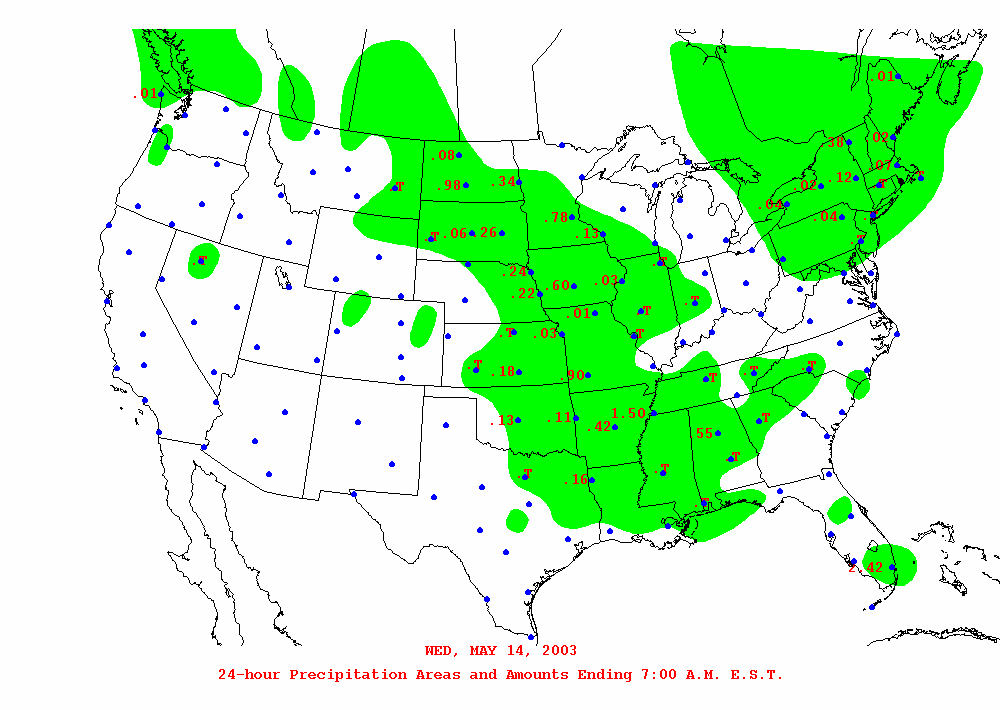 .01
.01
.02
.38
.08
.07
.T
.98
.34
.12
T
.T
.04
.78
.04
.T
.06
.26
.13
.T
.T
.T
.24
.03
.60
.22
.T
.01
.T
.T
.03
.T
.T
.18
.90
.T
.T
.T
.13
.11
1.50
.T
.42
.55
.T
.T
.T
.16
.T
2.42
WED, MAY 14, 2003
24-hour Precipitation Areas and Amounts Ending 7:00 A.M. E.S.T.